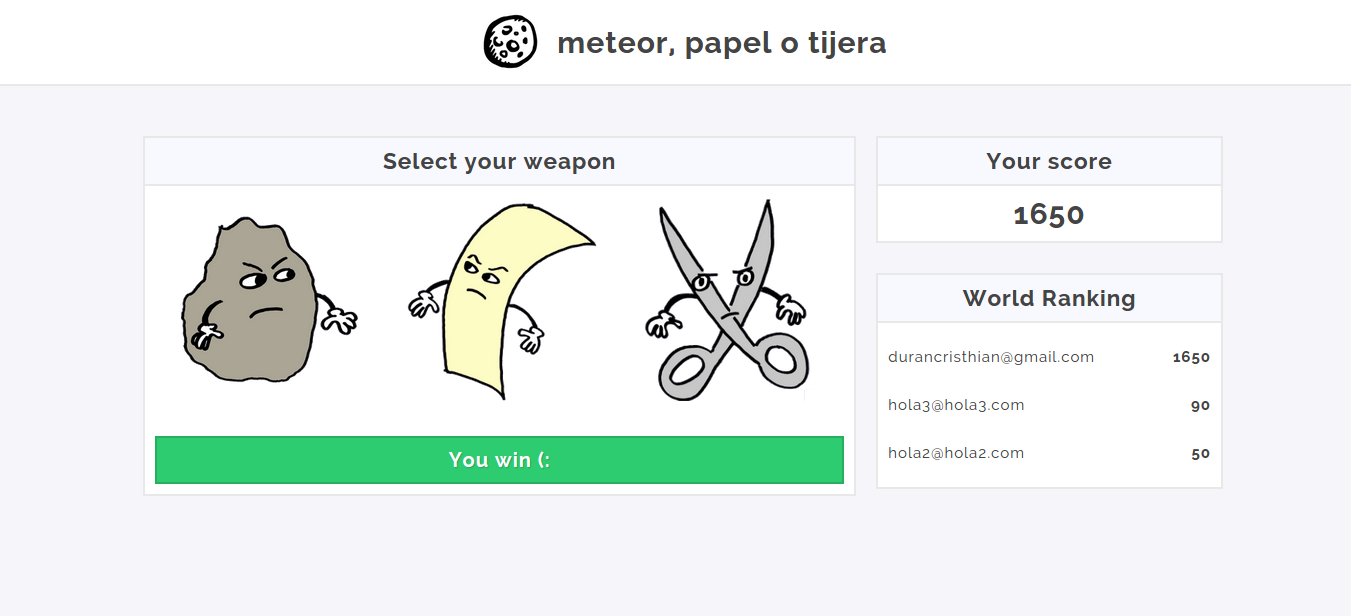 meteor, papel o tijera
Select your weapon
You win (:
Your score
1650
World Ranking
durancristhian@gmail.com 1650
hola3@hola3.com 90
hola2@hola2.com 50